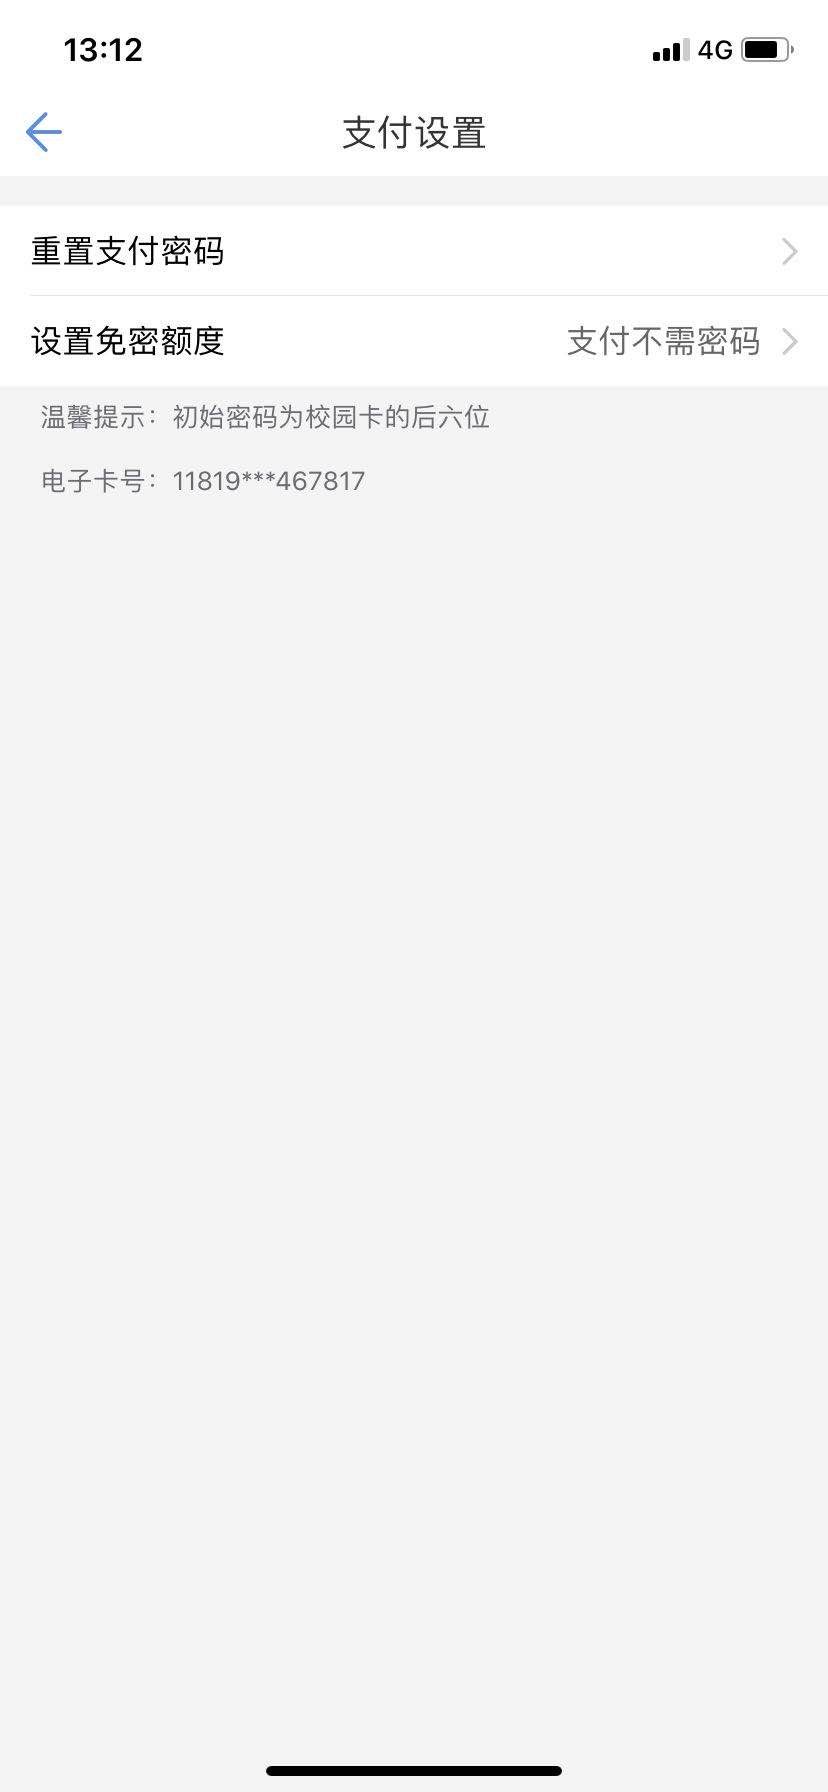 13:12 4G
支付设置
重置支付密码
设置免密额度 支付不需密码
温馨提示：初始密码为校园卡的后六位
电子卡号：11819***467817